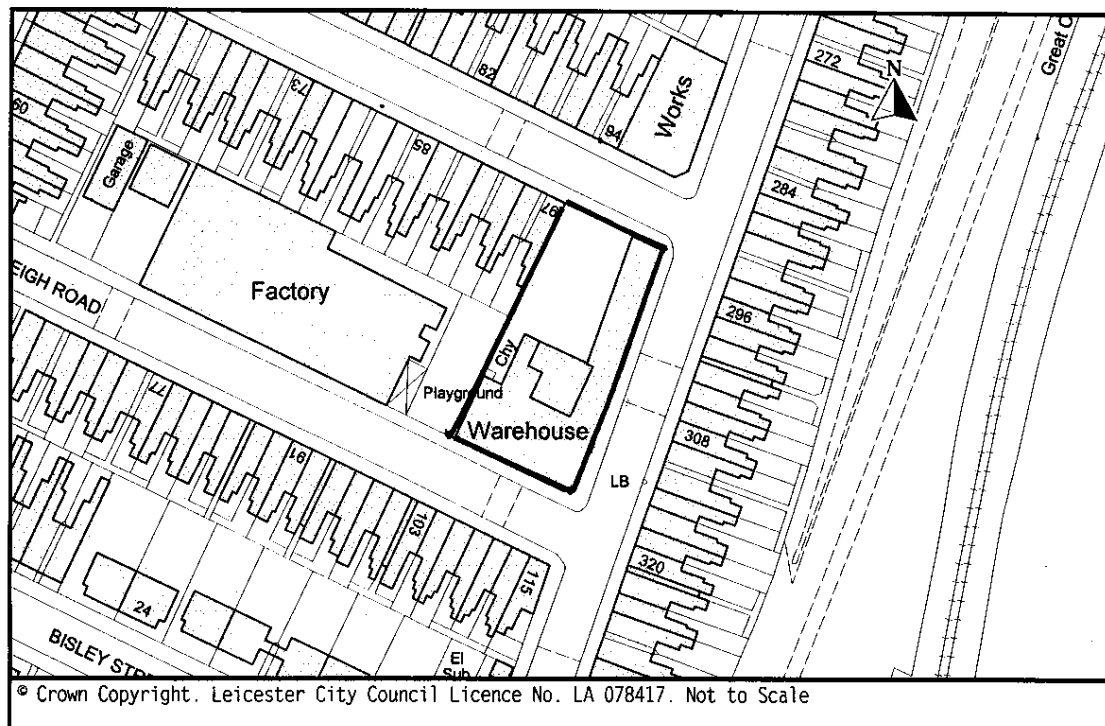 272
Great C
N
82
Works
73
60
94
Garage
85
284
97
EIGH ROAD
Factory
296
Chy
77
Playground
Warehouse
308
91
LB
103
320
115
24
BISLEY STR
El
Sub
© Crown Copyright. Leicester City Council Licence No. LA 078417. Not to Scale